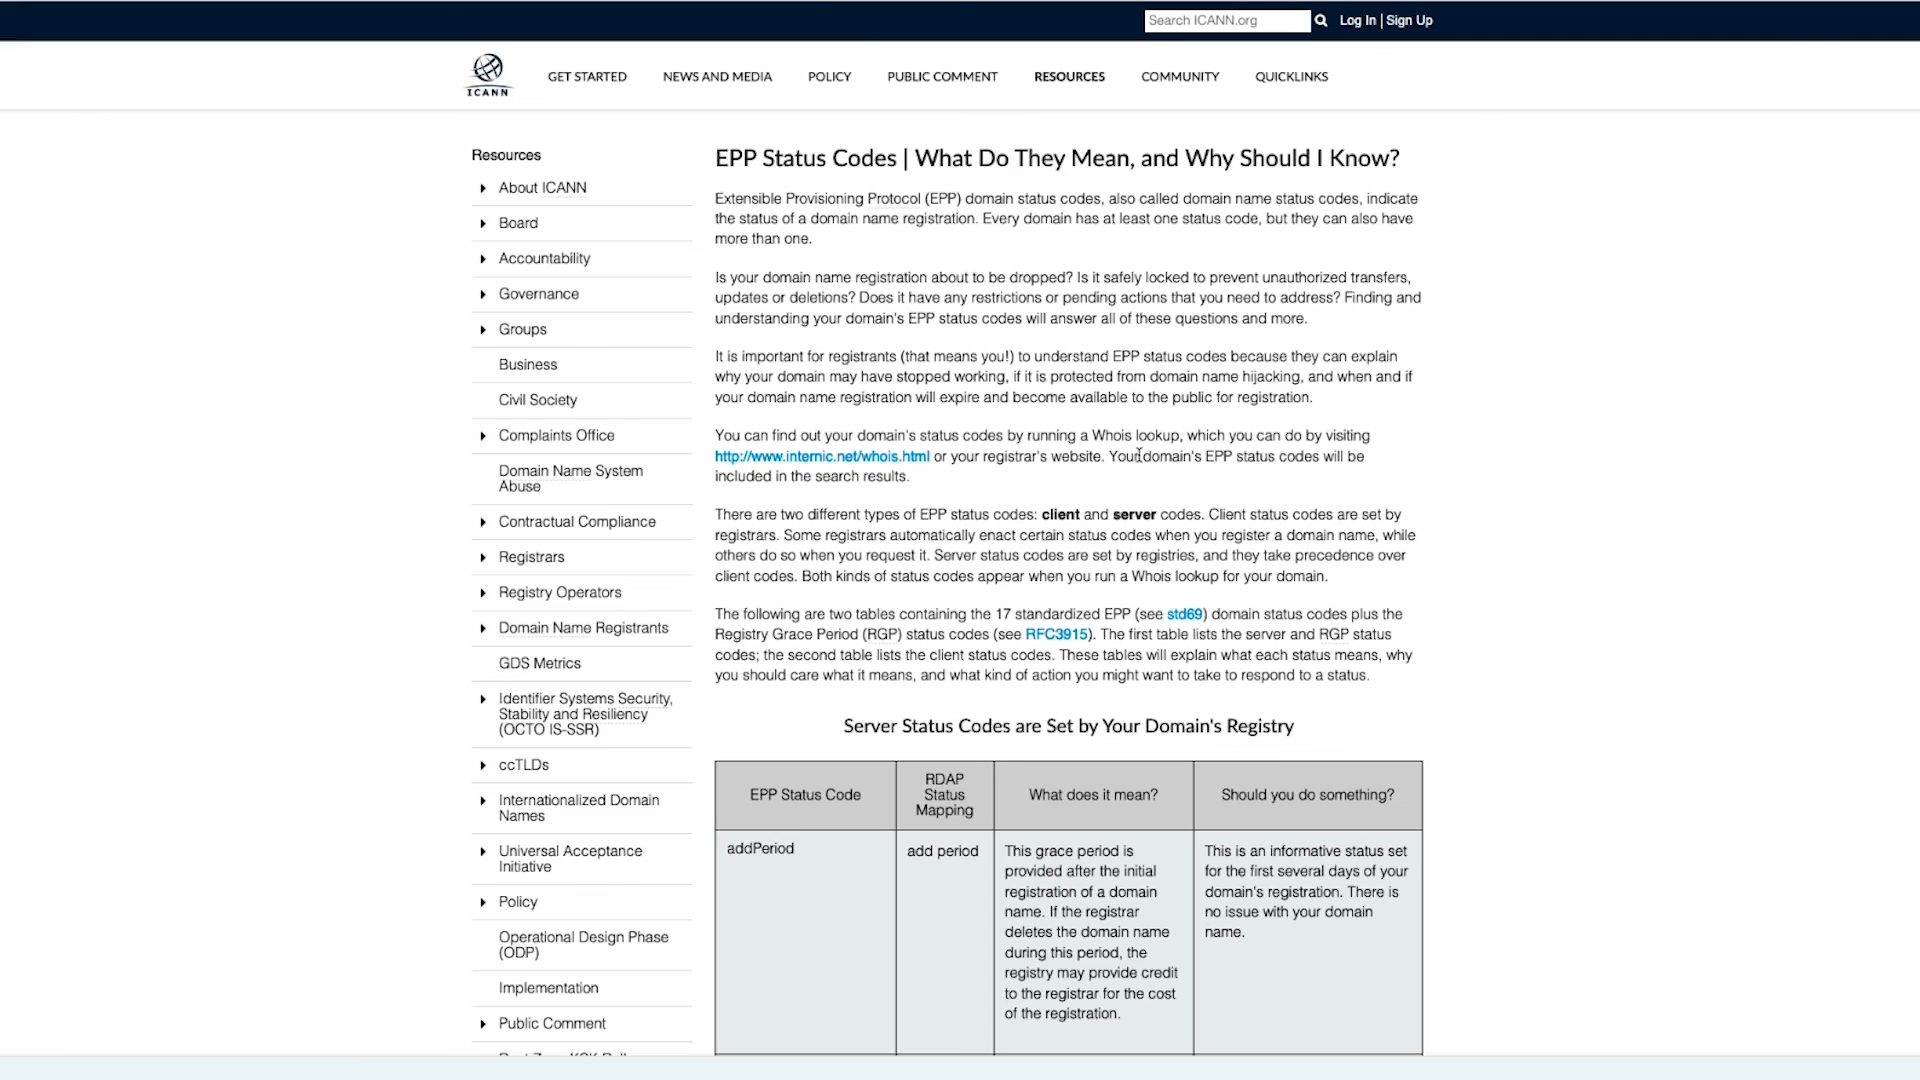 Search ICANN.org
Log In | Sign Up
ICANN
GET STARTED
NEWS AND MEDIA
POLICY
PUBLIC COMMENT
RESOURCES
COMMUNITY
QUICKLINKS
Resources
About ICANN
Board
Accountability
Governance
Groups
Business
Civil Society
Complaints Office
Domain Name System
Abuse
Contractual Compliance
Registrars
Registry Operators
Domain Name Registrants
GDS Metrics
Identifier Systems Security,
Stability and Resiliency
(OCTO IS-SSR)
ccTLDs
Internationalized Domain
Names
Universal Acceptance
Initiative
Policy
Operational Design Phase
(ODP)
Implementation
Public Comment
EPP Status Codes | What Do They Mean, and Why Should I Know?
Extensible Provisioning Protocol (EPP) domain status codes, also called domain name status codes, indicate
the status of a domain name registration. Every domain has at least one status code, but they can also have
more than one.
Is your domain name registration about to be dropped? Is it safely locked to prevent unauthorized transfers,
updates or deletions? Does it have any restrictions or pending actions that you need to address? Finding and
understanding your domain's EPP status codes will answer all of these questions and more.
It is important for registrants (that means you!) to understand EPP status codes because they can explain
why your domain may have stopped working, if it is protected from domain name hijacking, and when and if
your domain name registration will expire and become available to the public for registration.
You can find out your domain's status codes by running a Whois lookup, which you can do by visiting
http://www.internic.net/whois.html or your registrar's website. Your domain's EPP status codes will be
included in the search results.
There are two different types of EPP status codes: client and server codes. Client status codes are set by
registrars. Some registrars automatically enact certain status codes when you register a domain name, while
others do so when you request it. Server status codes are set by registries, and they take precedence over
client codes. Both kinds of status codes appear when you run a Whois lookup for your domain.
The following are two tables containing the 17 standardized EPP (see std69) domain status codes plus the
Registry Grace Period (RGP) status codes (see RFC3915). The first table lists the server and RGP status
codes; the second table lists the client status codes. These tables will explain what each status means, why
you should care what it means, and what kind of action you might want to take to respond to a status.
Server Status Codes are Set by Your Domain's Registry
EPP Status Code
RDAP
Status
Mapping
What does it mean?
Should you do something?
addPeriod
add period
This grace period is
provided after the initial
registration of a domain
name. If the registrar
deletes the domain name
during this period, the
registry may provide credit
to the registrar for the cost
of the registration.
This is an informative status set
for the first several days of your
domain's registration. There is
no issue with your domain
name.